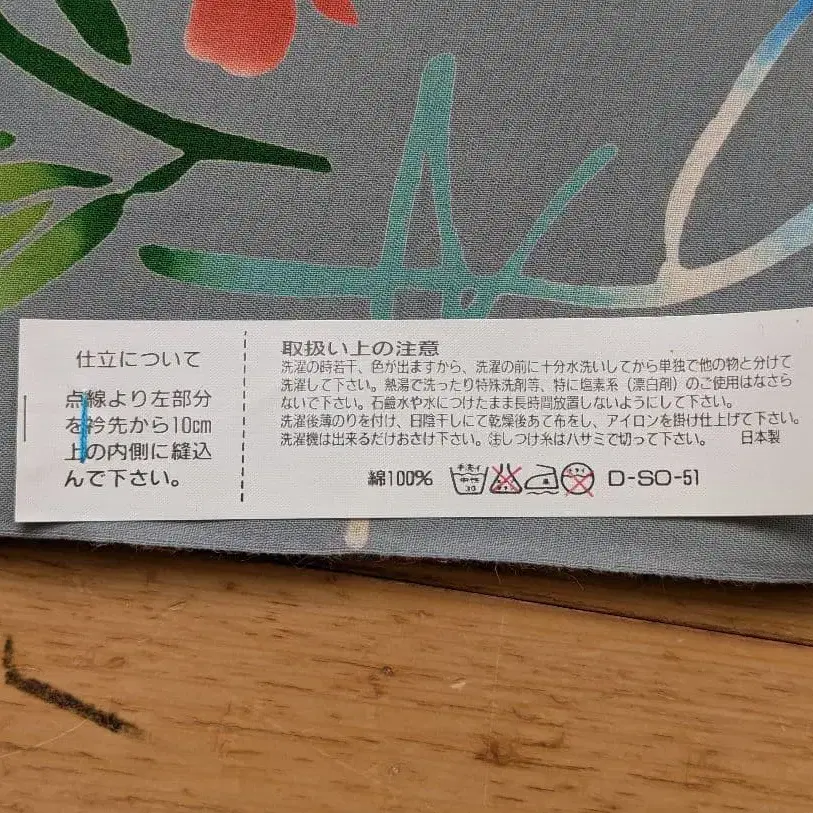 仕立について
点線より左部分
を衿先から10cm
上の内側に縫込
んで下さい。
取扱い上の注意
洗濯の時若干、色が出ますから、洗濯の前に十分水洗いしてから単独で他の物と分けて
洗濯して下さい。熱湯で洗ったり特殊洗剤等、特に塩素系（漂白剤）のご使用はなさら
ないで下さい。石鹸水や水につけたまま長時間放置しないようにして下さい。
洗濯後薄のりを付け、日陰干しにて乾燥後あて布をし、アイロンを掛け仕上げて下さい。
洗濯機は出来るだけおさけ下さい。㊟しつけ糸はハサミで切って下さい。 日本製
綿100% 手洗イ 中性 30 D-SO-51